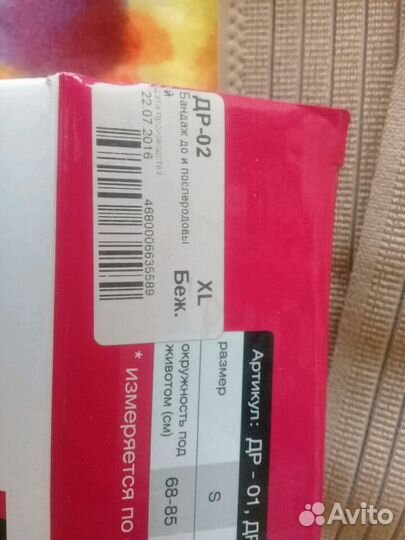 ДР-02
Бандаж до и послеродовы
й
Дата производства
22.07.2016
4680006635589
XL
Беж.
Артикул: ДР - 01, ДР
размер
S
окружность под
животом (см)
68-85
* измеряется по
Avito